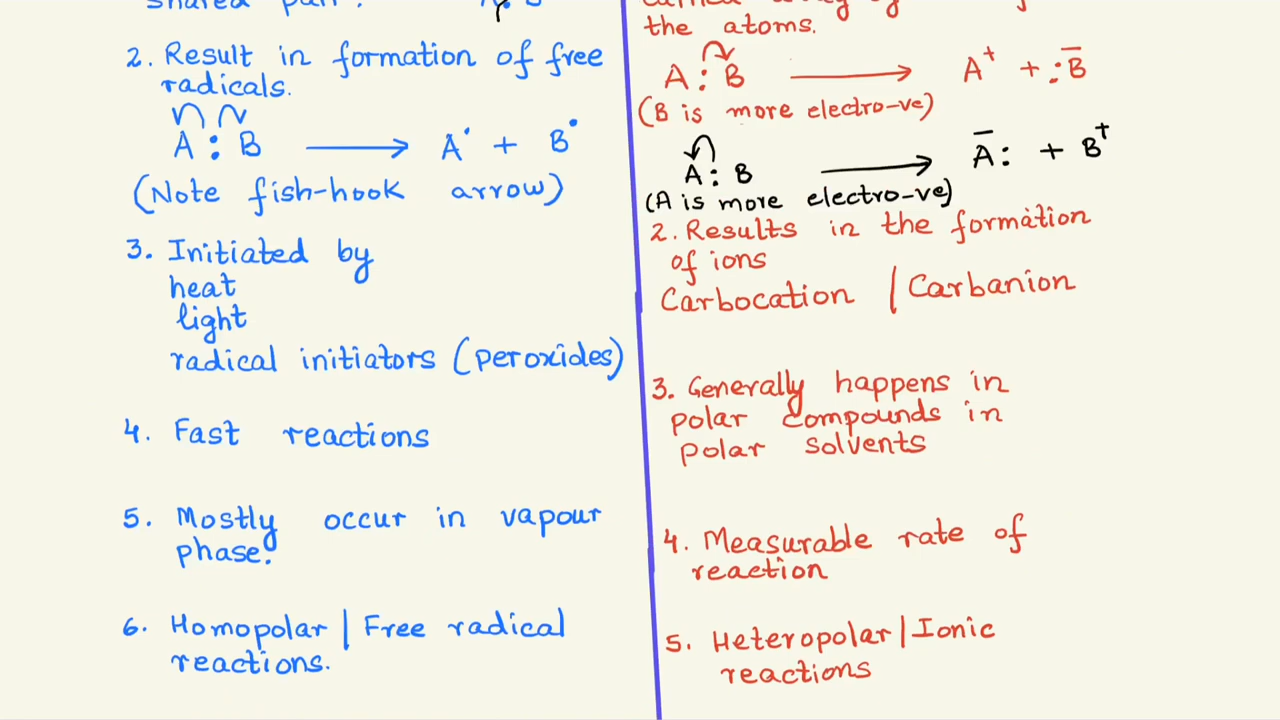 shared pair.
2. Result in formation of free
radicals.
A : B ⟶ A• + B•
(Note fish-hook arrow)
3. Initiated by
heat
light
radical initiators (peroxides)
4. Fast reactions
5. Mostly occur in vapour
phase.
6. Homopolar | Free radical
reactions.
the atoms.
A : B ⟶ A⁺ + :B̅
(B is more electro-ve)
A : B ⟶ A̅: + B⁺
(A is more electro-ve)
2. Results in the formation
of ions
Carbocation | Carbanion
3. Generally happens in
polar compounds in
polar solvents
4. Measurable rate of
reaction
5. Heteropolar | Ionic
reactions